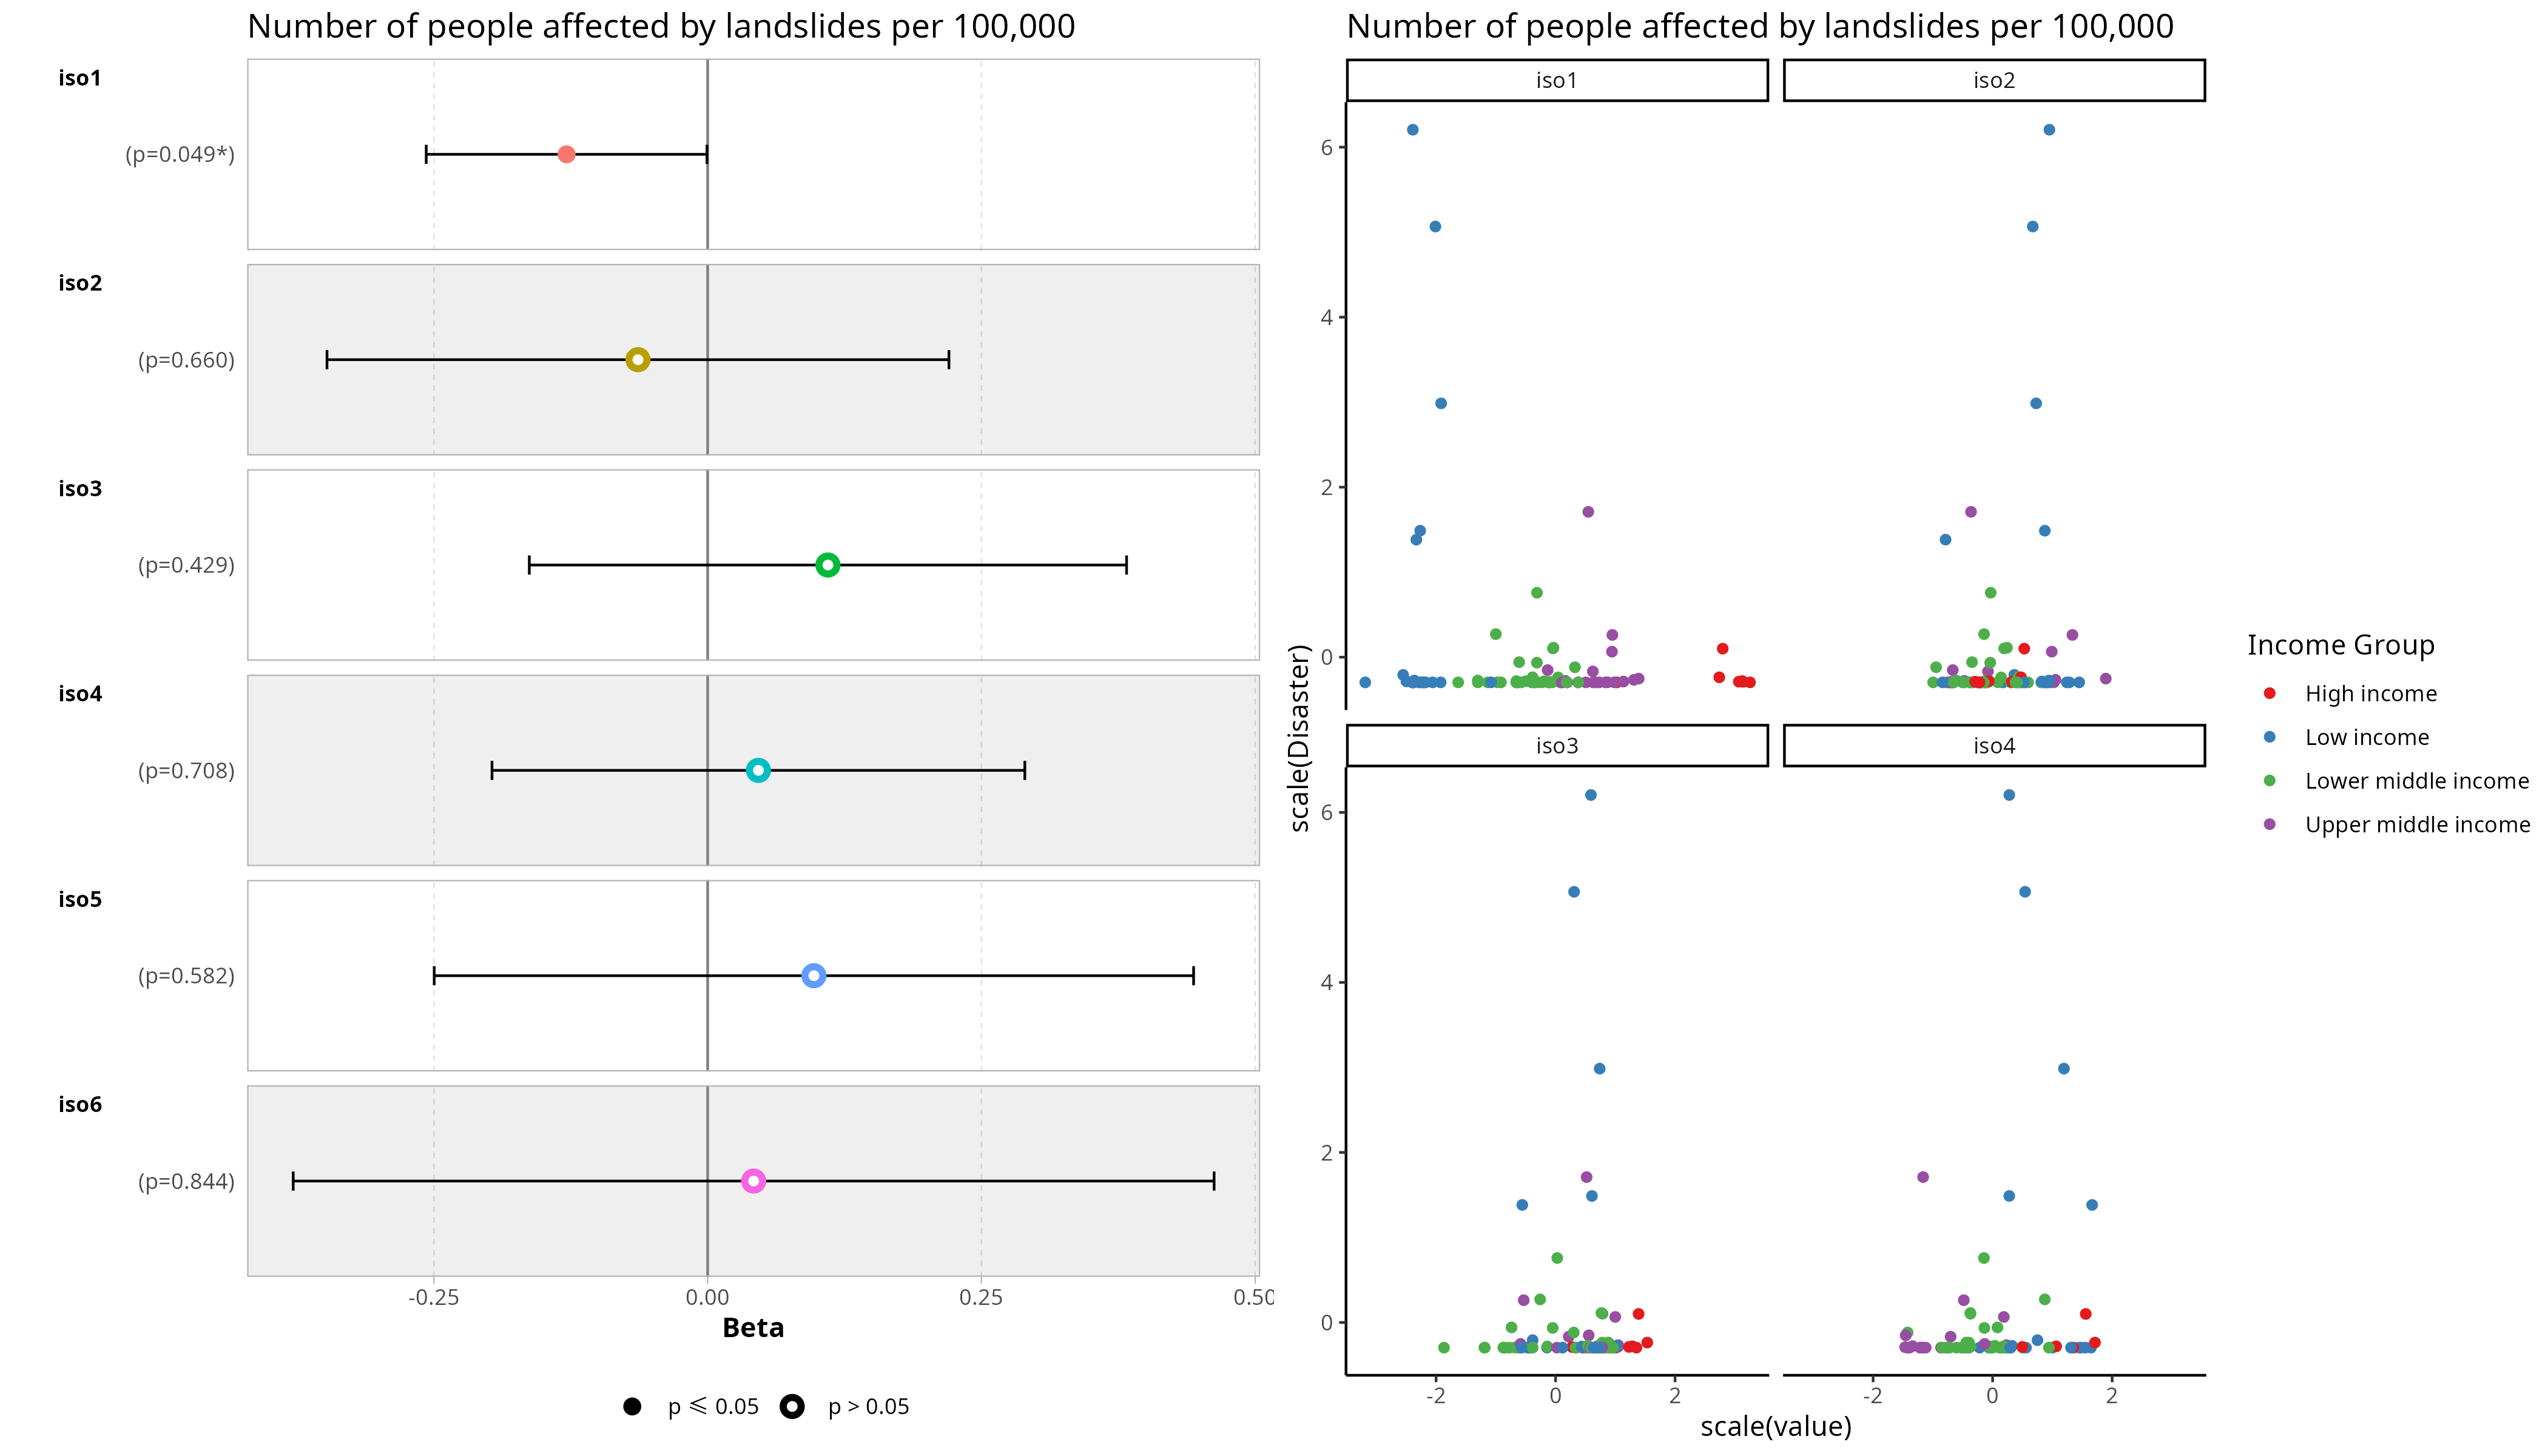 Number of people affected by landslides per 100,000
iso1
(p=0.049*)
iso2
(p=0.660)
iso3
(p=0.429)
iso4
(p=0.708)
iso5
(p=0.582)
iso6
(p=0.844)
-0.25 0.00 0.25 0.50
Beta
p ⩽ 0.05 p > 0.05
Number of people affected by landslides per 100,000
iso1 iso2
6
4
2
0
iso3 iso4
6
4
2
0
-2 0 2 -2 0 2
scale(value)
scale(Disaster)
Income Group
High income
Low income
Lower middle income
Upper middle income